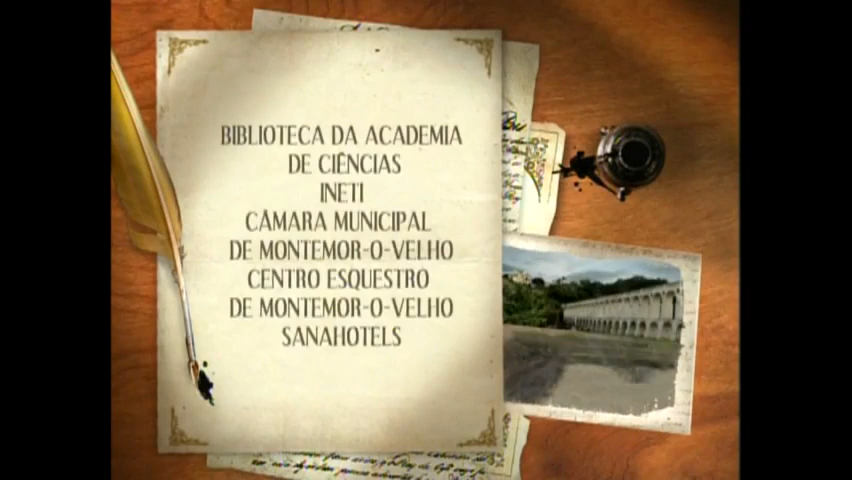 BIBLIOTECA DA ACADEMIA
DE CIÊNCIAS
INETI
CÂMARA MUNICIPAL
DE MONTEMOR-O-VELHO
CENTRO ESQUESTRO
DE MONTEMOR-O-VELHO
SANAHOTELS